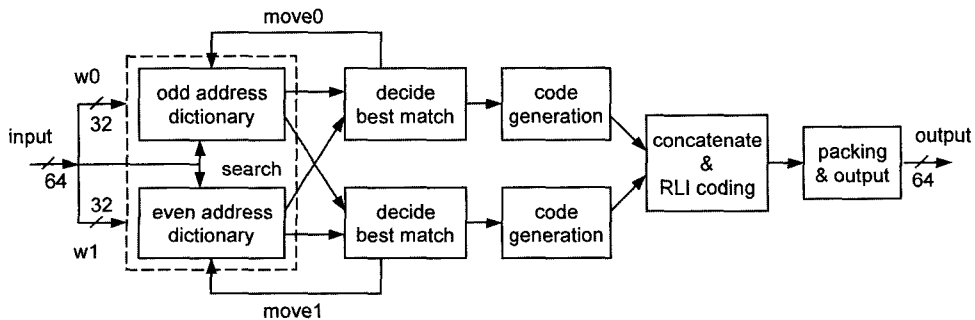 move0
w0
32
odd address
dictionary
decide
best match
code
generation
input
64
search
concatenate
&
RLI coding
packing
& output
output
64
32
w1
even address
dictionary
decide
best match
code
generation
move1